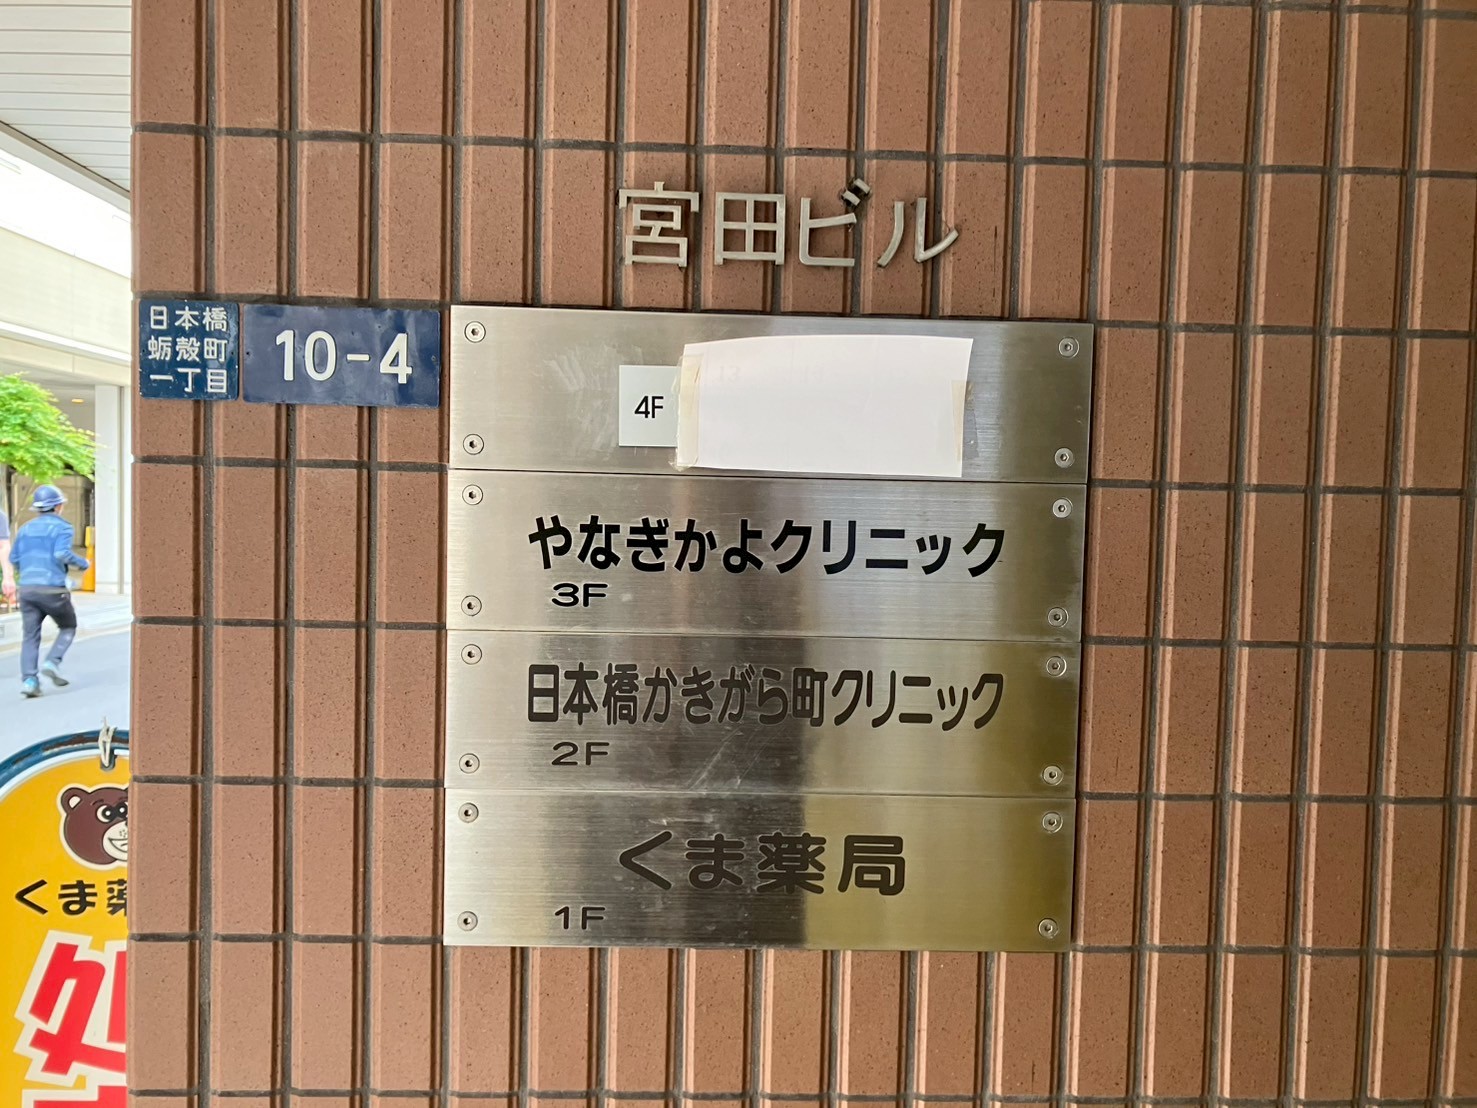 宮田ビル
日本橋
蛎殻町
一丁目
10-4
4F
やなぎかよクリニック
3F
日本橋かきがら町クリニック
2F
くま薬局
1F
くま薬
処